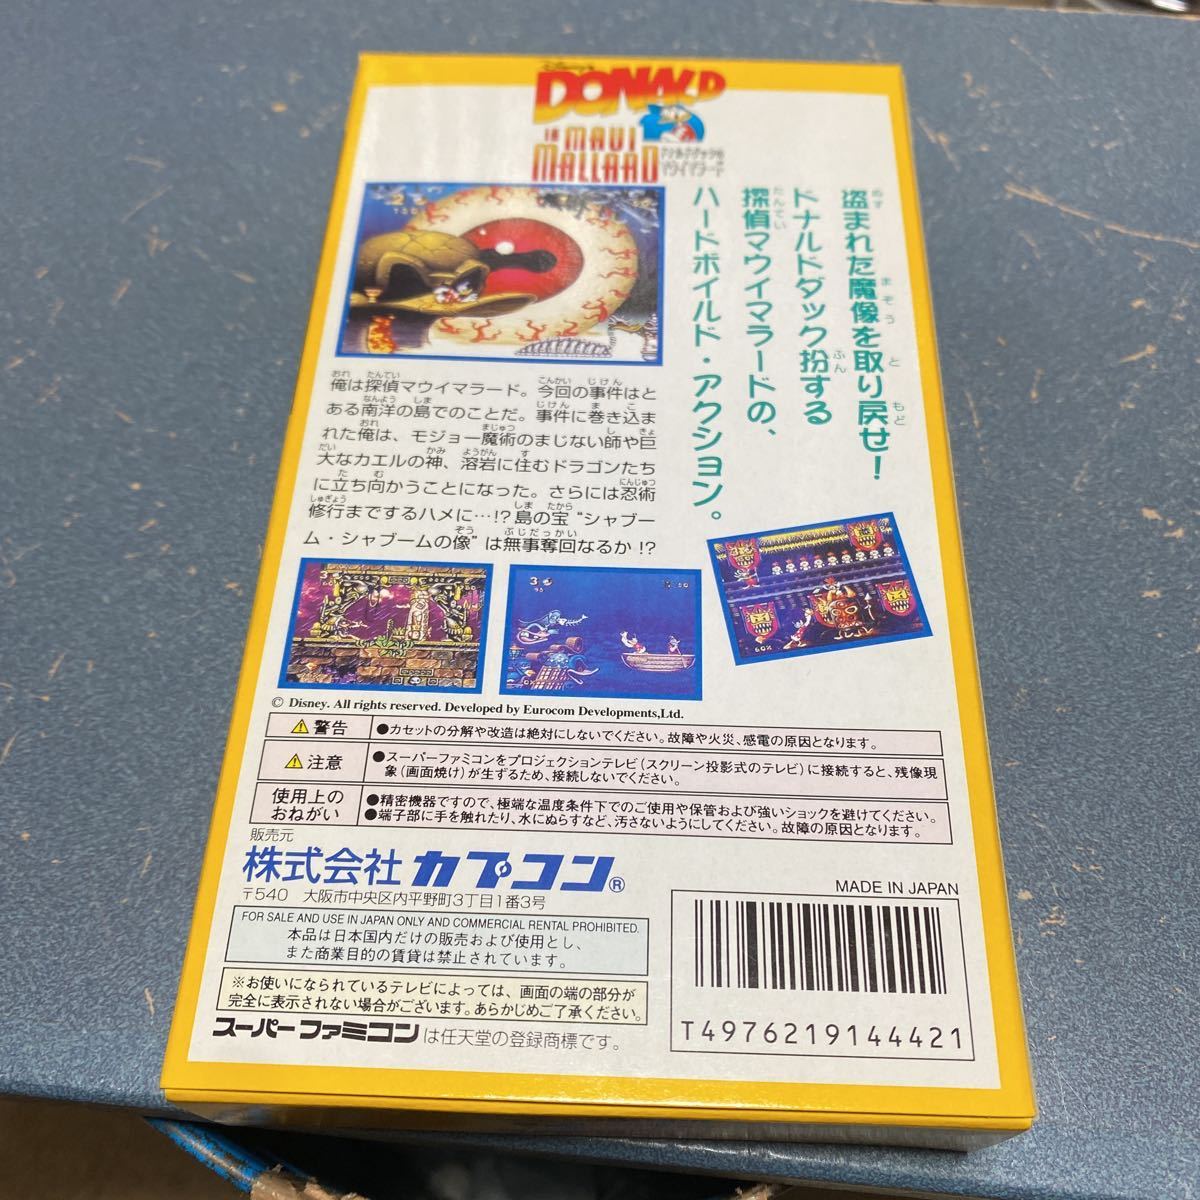 Disney's
DONALD
IN
MAUI
MALLARD
ドナルドダックの
マウイマラード
盗まれた魔像を取り戻せ！
ドナルドダック扮する
探偵マウイマラードの、
ハードボイルド・アクション。
俺は探偵マウイマラード。今回の事件はと
ある南洋の島でのことだ。事件に巻き込ま
れた俺は、モジョー魔術のまじない師や巨
大なカエルの神、溶岩に住むドラゴンたち
に立ち向かうことになった。さらには忍術
修行までするハメに…!? 島の宝 “シャブー
ム・シャブームの像” は無事奪回なるか !?
© Disney. All rights reserved. Developed by Eurocom Developments,Ltd.
⚠警告
●カセットの分解や改造は絶対にしないでください。故障や火災、感電の原因となります。
⚠注意
●スーパーファミコンをプロジェクションテレビ(スクリーン投影式のテレビ)に接続すると、残像現
象(画面焼け)が生ずるため、接続しないでください。
使用上の
おねがい
●精密機器ですので、極端な温度条件下でのご使用や保管および強いショックを避けてください。
●端子部に手を触れたり、水にぬらすなど、汚さないようにしてください。故障の原因となります。
販売元
株式会社 カプコン®
〒540 大阪市中央区内平野町3丁目1番3号
MADE IN JAPAN
FOR SALE AND USE IN JAPAN ONLY AND COMMERCIAL RENTAL PROHIBITED.
本品は日本国内だけの販売および使用とし、
また商業目的の賃貸は禁止されています。
※お使いになられているテレビによっては、画面の端の部分が
完全に表示されない場合がございます。あらかじめご了承ください。
スーパーファミコンは任天堂の登録商標です。
T4976219144421